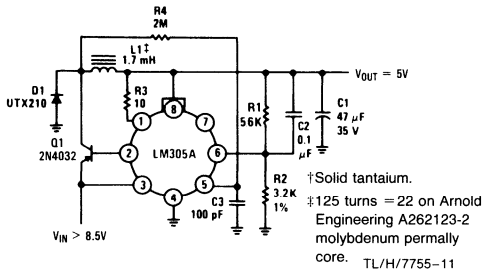 R4
2M
L1‡
1.7 mH
D1
UTX210
R3
10
VOUT = 5V
8
1
7
R1
56K
C1
47 μF
35 V
C2
0.1
μF
Q1
2N4032
2
LM305A
6
3
5
4
R2
3.2K
1%
C3
100 pF
VIN > 8.5V
†Solid tantaium.
‡125 turns = 22 on Arnold
Engineering A262123-2
molybdenum permally
core.
TL/H/7755-11